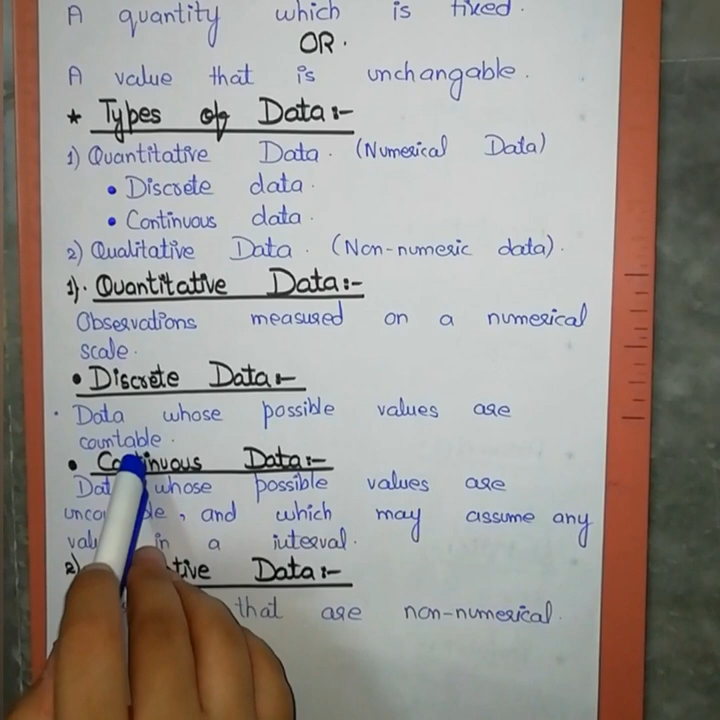 A quantity which is fixed.
OR.
A value that is unchangable.
* Types of Data:-
1) Quantitative Data. (Numerical Data)
• Discrete data.
• Continuous data.
2) Qualitative Data. (Non-numeric data).
1). Quantitative Data:-
Observations measured on a numerical
scale.
• Discrete Data:-
• Data whose possible values are
countable.
• Continuous Data:-
whose possible values are
, and which may assume any
in a interval.
2) Data:-
that are non-numerical.